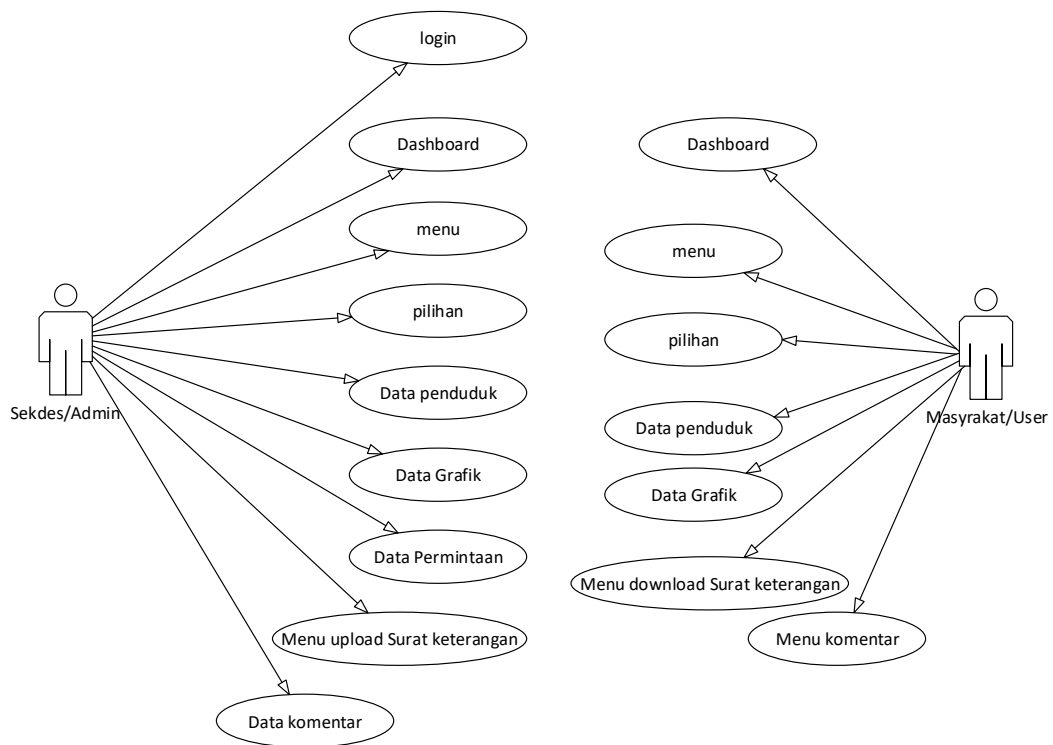 login
Dashboard
menu
pilihan
Data penduduk
Data Grafik
Data Permintaan
Menu upload Surat keterangan
Data komentar
Sekdes/Admin
Dashboard
menu
pilihan
Data penduduk
Data Grafik
Menu download Surat keterangan
Menu komentar
Masyrakat/User